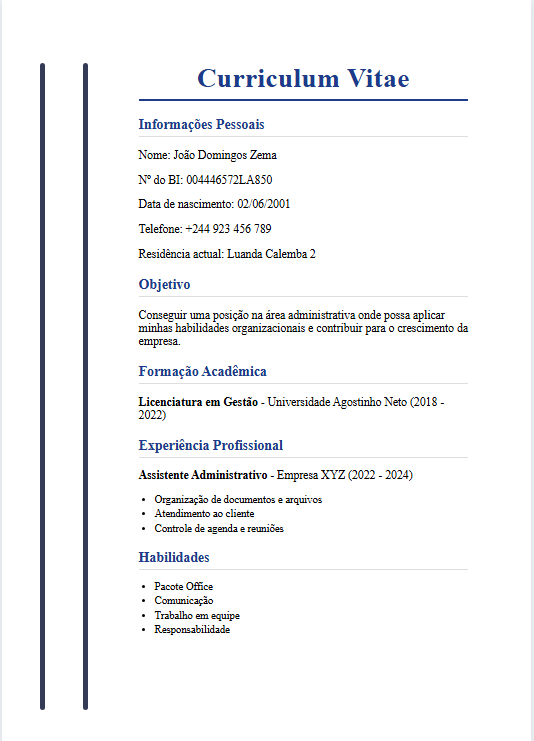 Curriculum Vitae
Informações Pessoais
Nome: João Domingos Zema
Nº do BI: 004446572LA850
Data de nascimento: 02/06/2001
Telefone: +244 923 456 789
Residência actual: Luanda Calemba 2
Objetivo
Conseguir uma posição na área administrativa onde possa aplicar
minhas habilidades organizacionais e contribuir para o crescimento da
empresa.
Formação Acadêmica
Licenciatura em Gestão - Universidade Agostinho Neto (2018 -
2022)
Experiência Profissional
Assistente Administrativo - Empresa XYZ (2022 - 2024)
• Organização de documentos e arquivos
• Atendimento ao cliente
• Controle de agenda e reuniões
Habilidades
• Pacote Office
• Comunicação
• Trabalho em equipe
• Responsabilidade